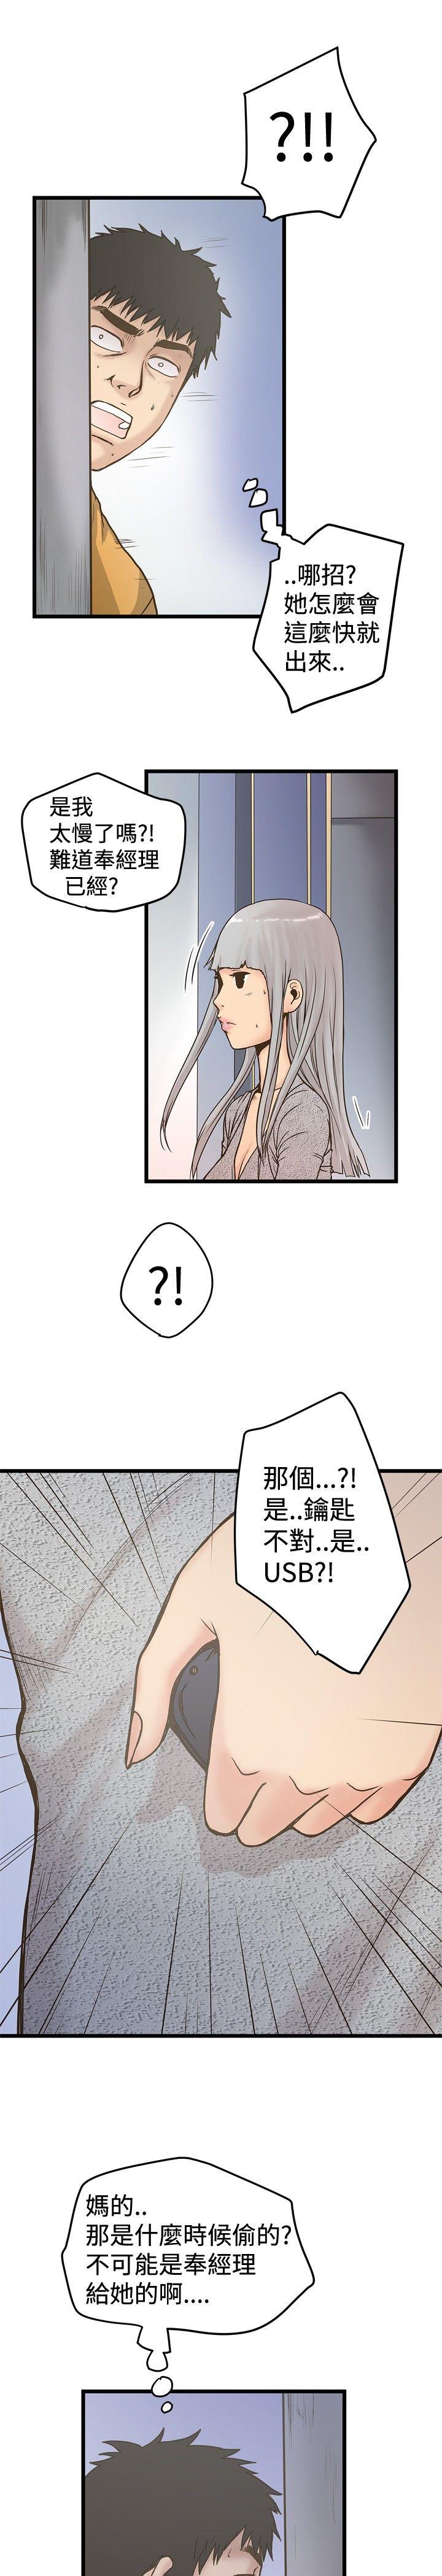 ?!!
..哪招?
她怎麼會
這麼快就
出來..
是我
太慢了嗎?!
難道奉經理
已經?
?!
那個...?!
是..鑰匙
不對..是..
USB?!
媽的..
那是什麼時候偷的?
不可能是奉經理
給她的啊....